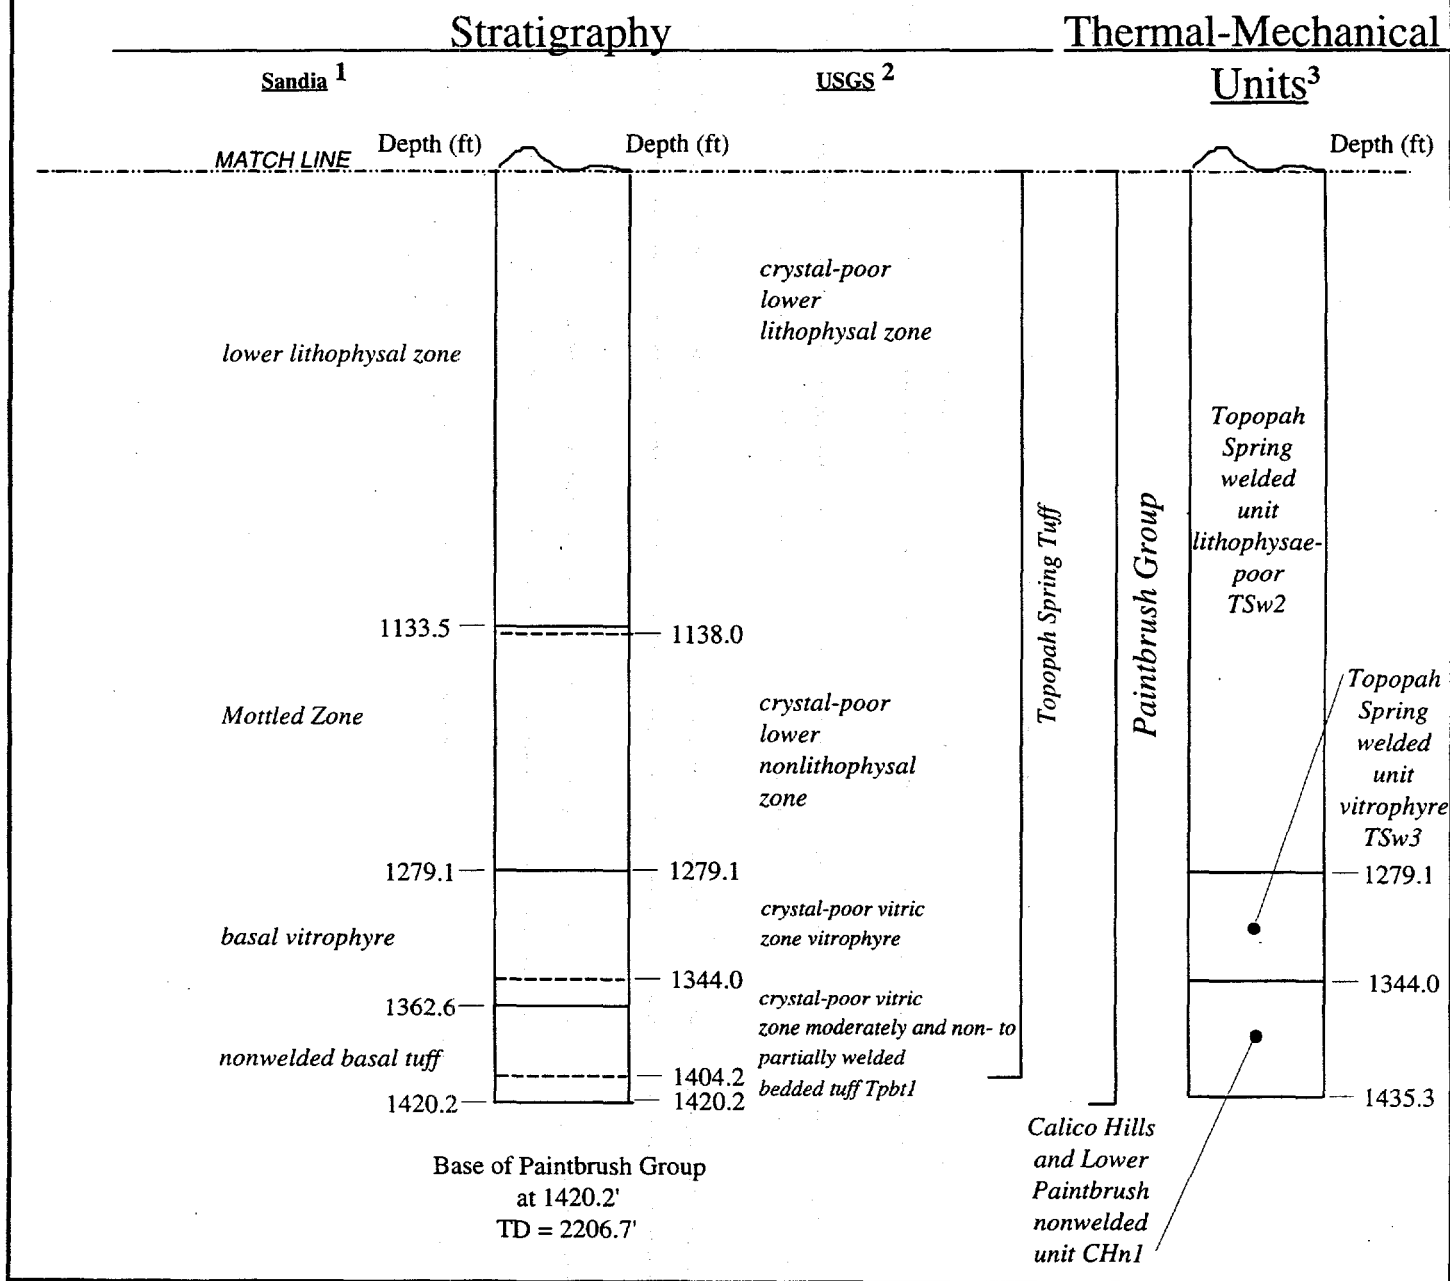 Stratigraphy
Thermal-Mechanical
Units³
Sandia 1
USGS 2
MATCH LINE
Depth (ft)
Depth (ft)
Depth (ft)
lower lithophysal zone
1133.5
Mottled Zone
1279.1
basal vitrophyre
1362.6
nonwelded basal tuff
1420.2
crystal-poor
lower
lithophysal zone
1138.0
crystal-poor
lower
nonlithophysal
zone
1279.1
crystal-poor vitric
zone vitrophyre
1344.0
crystal-poor vitric
zone moderately and non- to
partially welded
1404.2
bedded tuff Tpbt1
1420.2
Topopah Spring Tuff
Paintbrush Group
Topopah
Spring
welded
unit
lithophysae-
poor
TSw2
Topopah
Spring
welded
unit
vitrophyre
TSw3
1279.1
1344.0
1435.3
Calico Hills
and Lower
Paintbrush
nonwelded
unit CHn1
Base of Paintbrush Group
at 1420.2'
TD = 2206.7'